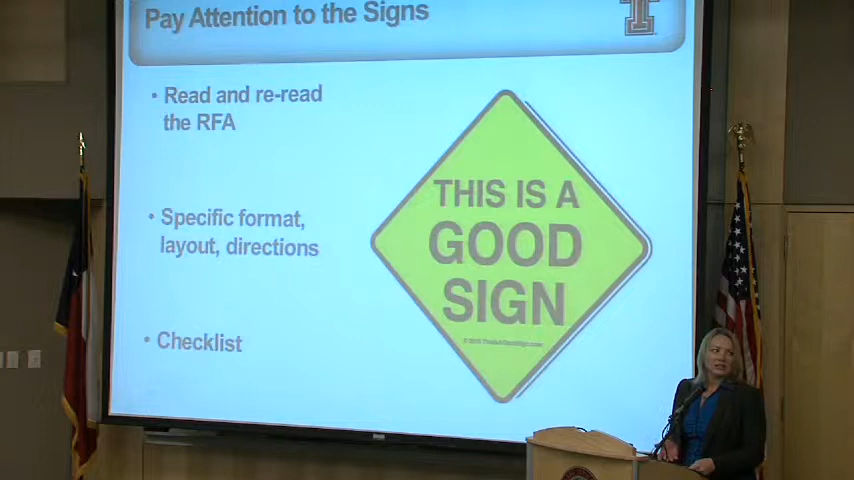 Pay Attention to the Signs
• Read and re-read
the RFA
• Specific format,
layout, directions
• Checklist
THIS IS A
GOOD
SIGN